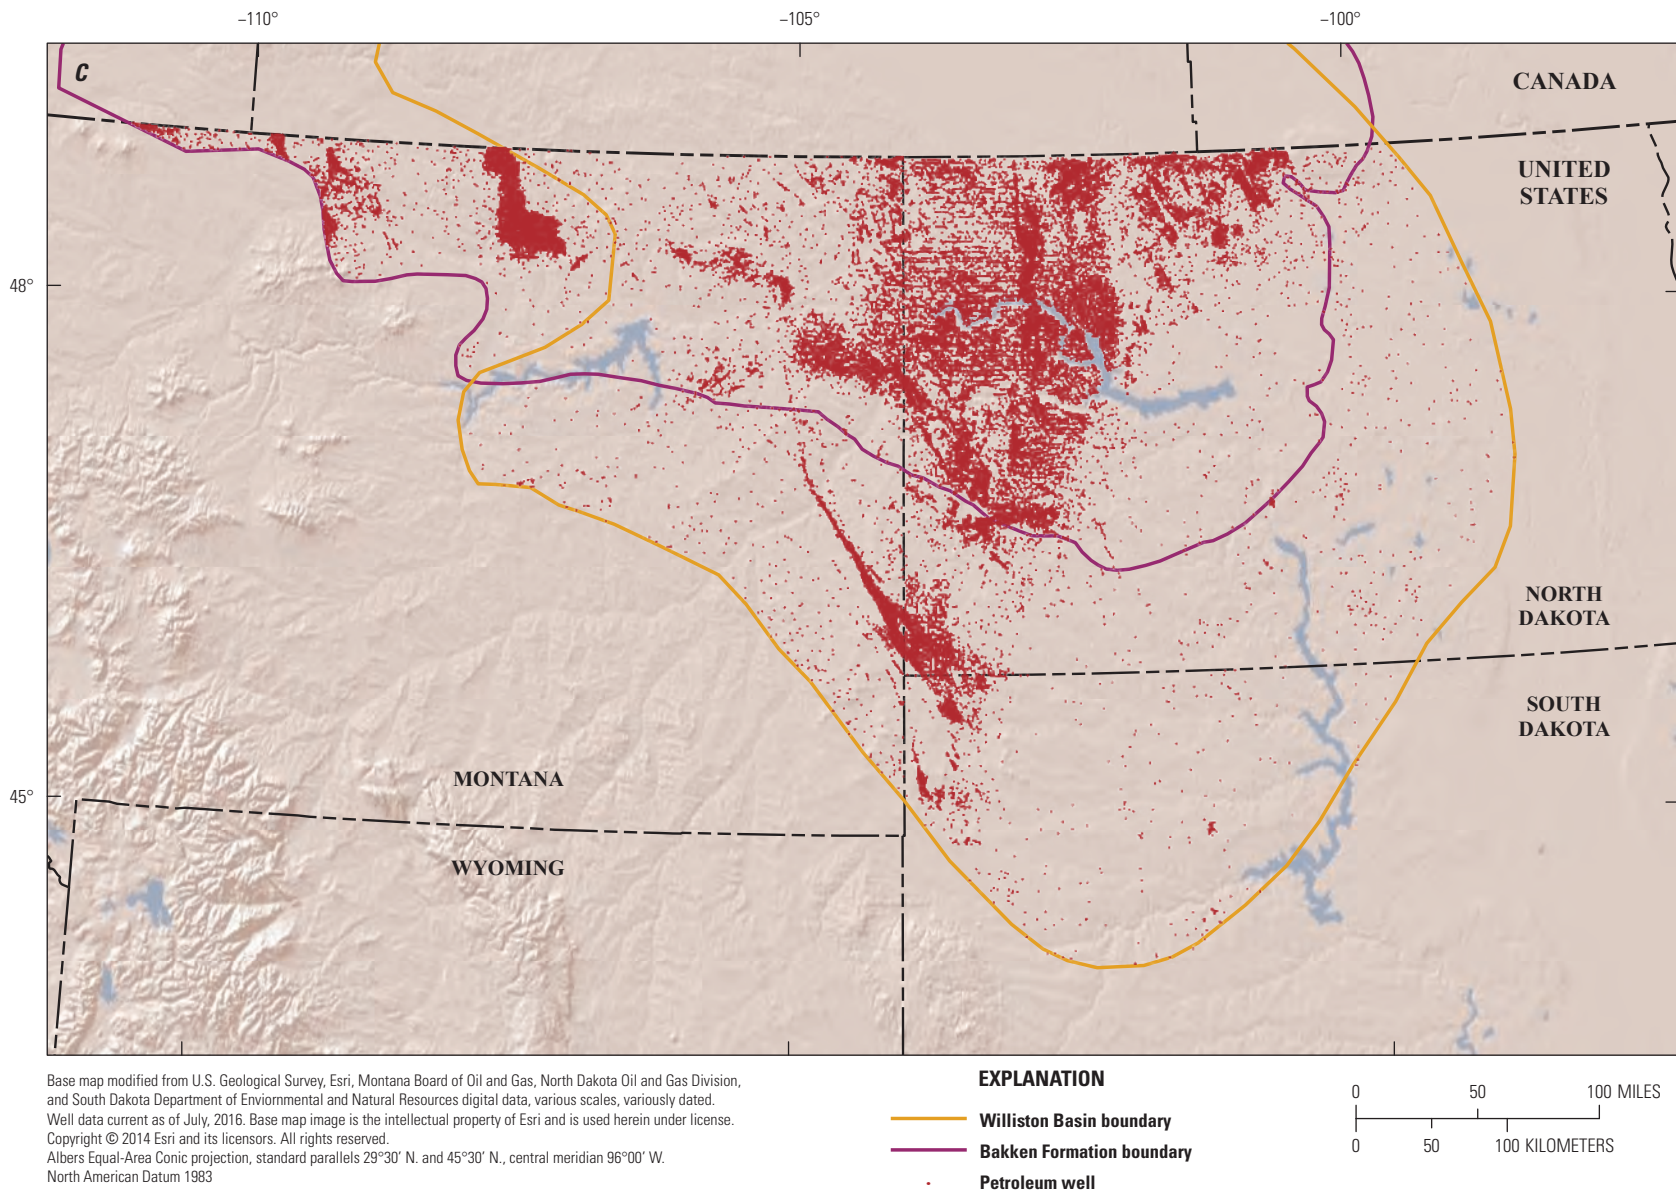 −110° −105° −100°
C
CANADA
UNITED
STATES
48°
NORTH
DAKOTA
SOUTH
DAKOTA
MONTANA
45°
WYOMING
Base map modified from U.S. Geological Survey, Esri, Montana Board of Oil and Gas, North Dakota Oil and Gas Division,
and South Dakota Department of Enviornmental and Natural Resources digital data, various scales, variously dated.
Well data current as of July, 2016. Base map image is the intellectual property of Esri and is used herein under license.
Copyright © 2014 Esri and its licensors. All rights reserved.
Albers Equal-Area Conic projection, standard parallels 29°30′ N. and 45°30′ N., central meridian 96°00′ W.
North American Datum 1983
EXPLANATION
Williston Basin boundary
Bakken Formation boundary
Petroleum well
0 50 100 MILES
0 50 100 KILOMETERS